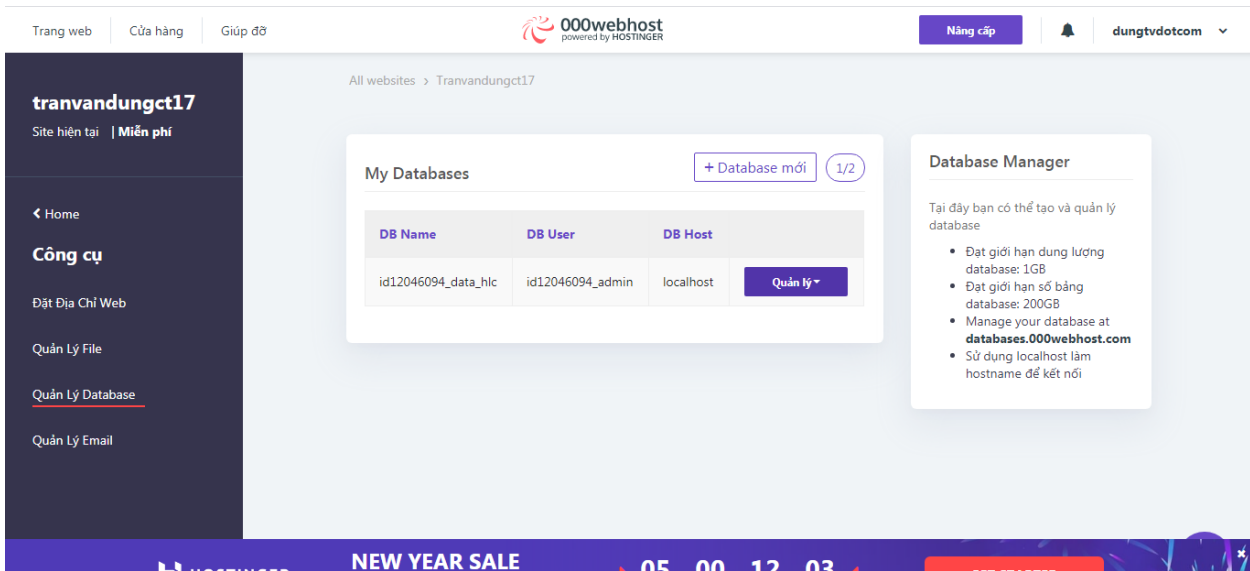 Trang web
Cửa hàng
Giúp đỡ
000webhost
powered by HOSTINGER
Nâng cấp
dungtvdotcom
tranvandungct17
Site hiện tại | Miễn phí
Home
Công cụ
Đặt Địa Chỉ Web
Quản Lý File
Quản Lý Database
Quản Lý Email
All websites > Tranvandungct17
My Databases
+ Database mới
1/2
DB Name DB User DB Host
id12046094_data_hlc id12046094_admin localhost Quản lý
Database Manager
Tại đây bạn có thể tạo và quản lý
database
Đạt giới hạn dung lượng
database: 1GB
Đạt giới hạn số bảng
database: 200GB
Manage your database at
databases.000webhost.com
Sử dụng localhost làm
hostname để kết nối
HOSTINGER
NEW YEAR SALE
05 00 12 03
GET STARTED